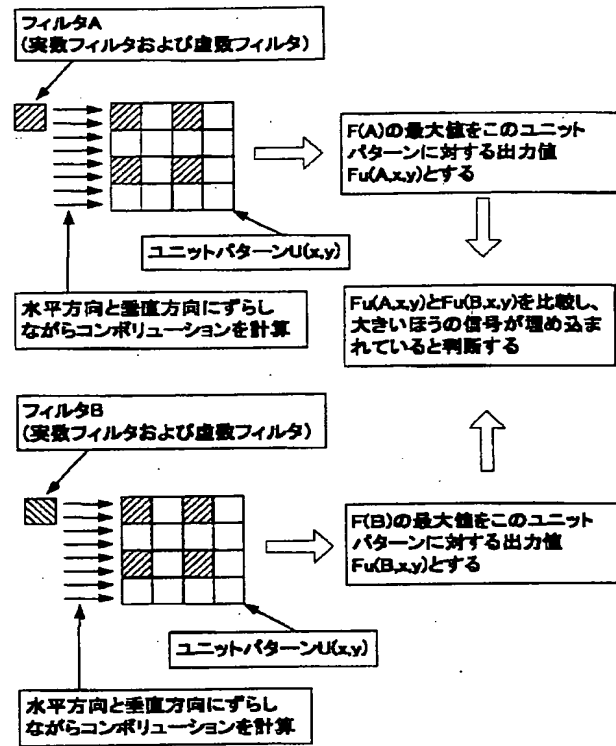 フィルタA
(実数フィルタおよび虚数フィルタ)
F(A)の最大値をこのユニット
パターンに対する出力値
Fu(A,x,y)とする
ユニットパターンU(x,y)
水平方向と垂直方向にずらし
ながらコンボリューションを計算
Fu(A,x,y)とFu(B,x,y)を比較し、
大きいほうの信号が埋め込ま
れていると判断する
フィルタB
(実数フィルタおよび虚数フィルタ)
F(B)の最大値をこのユニット
パターンに対する出力値
Fu(B,x,y)とする
ユニットパターンU(x,y)
水平方向と垂直方向にずらし
ながらコンボリューションを計算